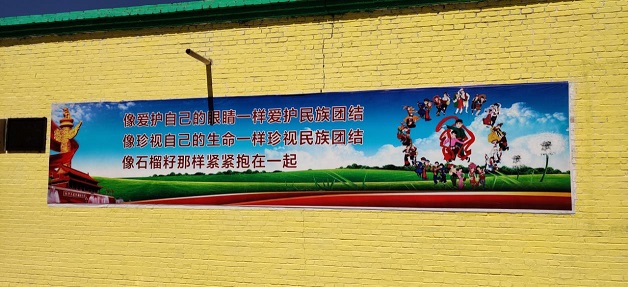 像爱护自己的眼睛一样爱护民族团结
像珍视自己的生命一样珍视民族团结
像石榴籽那样紧紧抱在一起